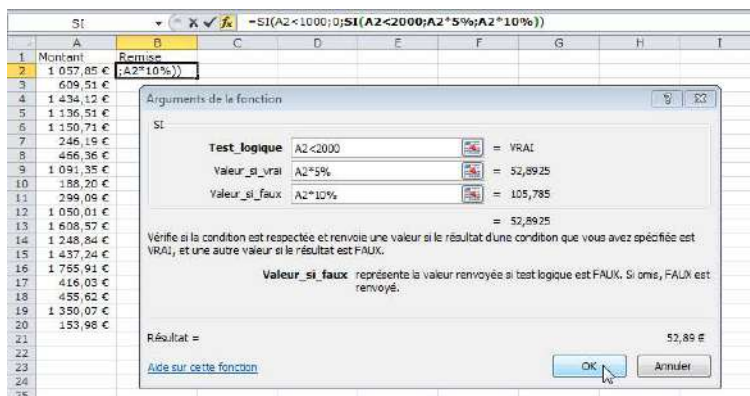 SI fx =SI(A2<1000;0;SI(A2<2000;A2*5%;A2*10%))
A B C D E F G H I
1 Montant Remise
2 1 057,85 € ;A2*10%))
3 609,51 €
4 1 434,12 €
5 1 136,51 €
6 1 150,71 €
7 246,19 €
8 466,36 €
9 1 091,35 €
10 188,20 €
11 299,09 €
12 1 050,01 €
13 1 608,57 €
14 1 248,84 €
15 1 437,24 €
16 1 765,91 €
17 416,03 €
18 455,62 €
19 1 350,07 €
20 153,98 €
21
22
23
24
25
Arguments de la fonction
SI
Test_logique A2<2000 = VRAI
Valeur_si_vrai A2*5% = 52,8925
Valeur_si_faux A2*10% = 105,785
= 52,8925
Vérifie si la condition est respectée et renvoie une valeur si le résultat d'une condition que vous avez spécifiée est
VRAI, et une autre valeur si le résultat est FAUX.
Valeur_si_faux représente la valeur renvoyée si test logique est FAUX. Si omis, FAUX est
renvoyé.
Résultat = 52,89 €
Aide sur cette fonction OK Annuler